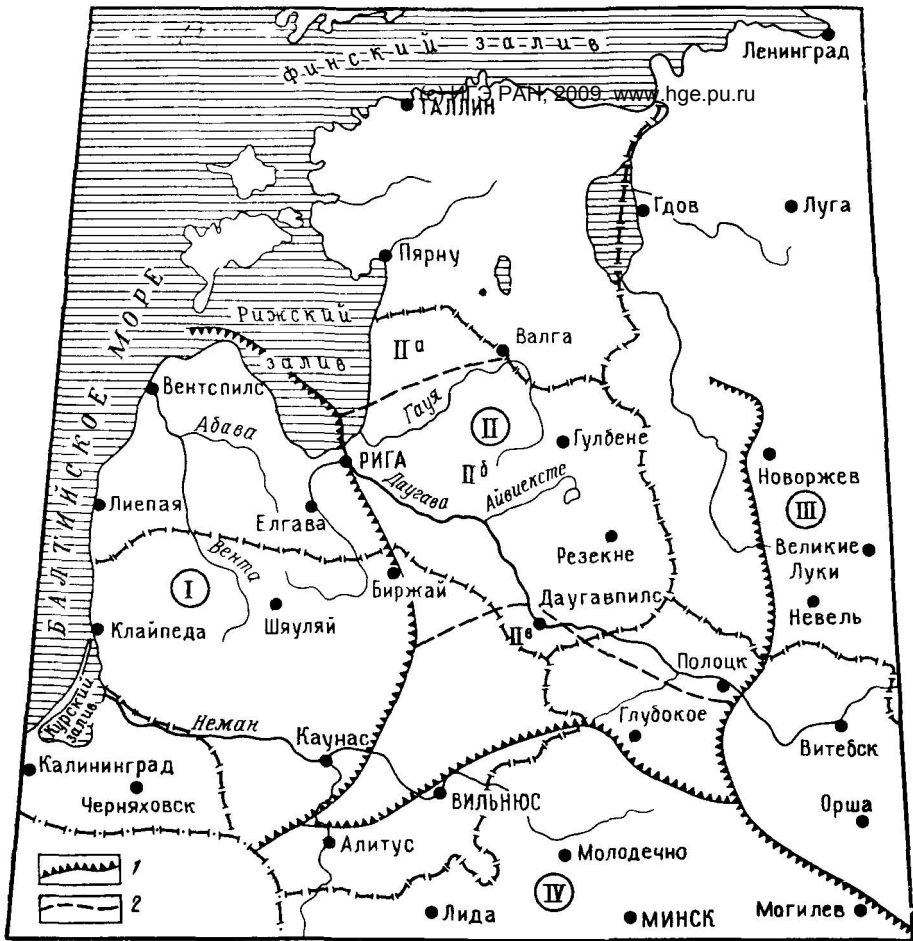 Финский залив
Ленинград
(с) ИГЭ РАН, 2009 www.hge.pu.ru
ТАЛЛИН
Гдов
Луга
Пярну
БАЛТИЙСКОЕ МОРЕ
Рижский
залив
IIа
Валга
Вентспилс
Абава
Гауя
II
Гулбене
РИГА
IIб
Новоржев
Даугава
Айвиексте
Лиепая
Елгава
III
Вента
Резекне
Великие
Луки
I
Биржай
Шяуляй
Даугавпилс
Невель
Клайпеда
IIв
Полоцк
Курский
залив
Неман
Глубокое
Каунас
Витебск
Калининград
Черняховск
ВИЛЬНЮС
Орша
Алитус
Молодечно
1
2
IV
Лида
МИНСК
Могилев